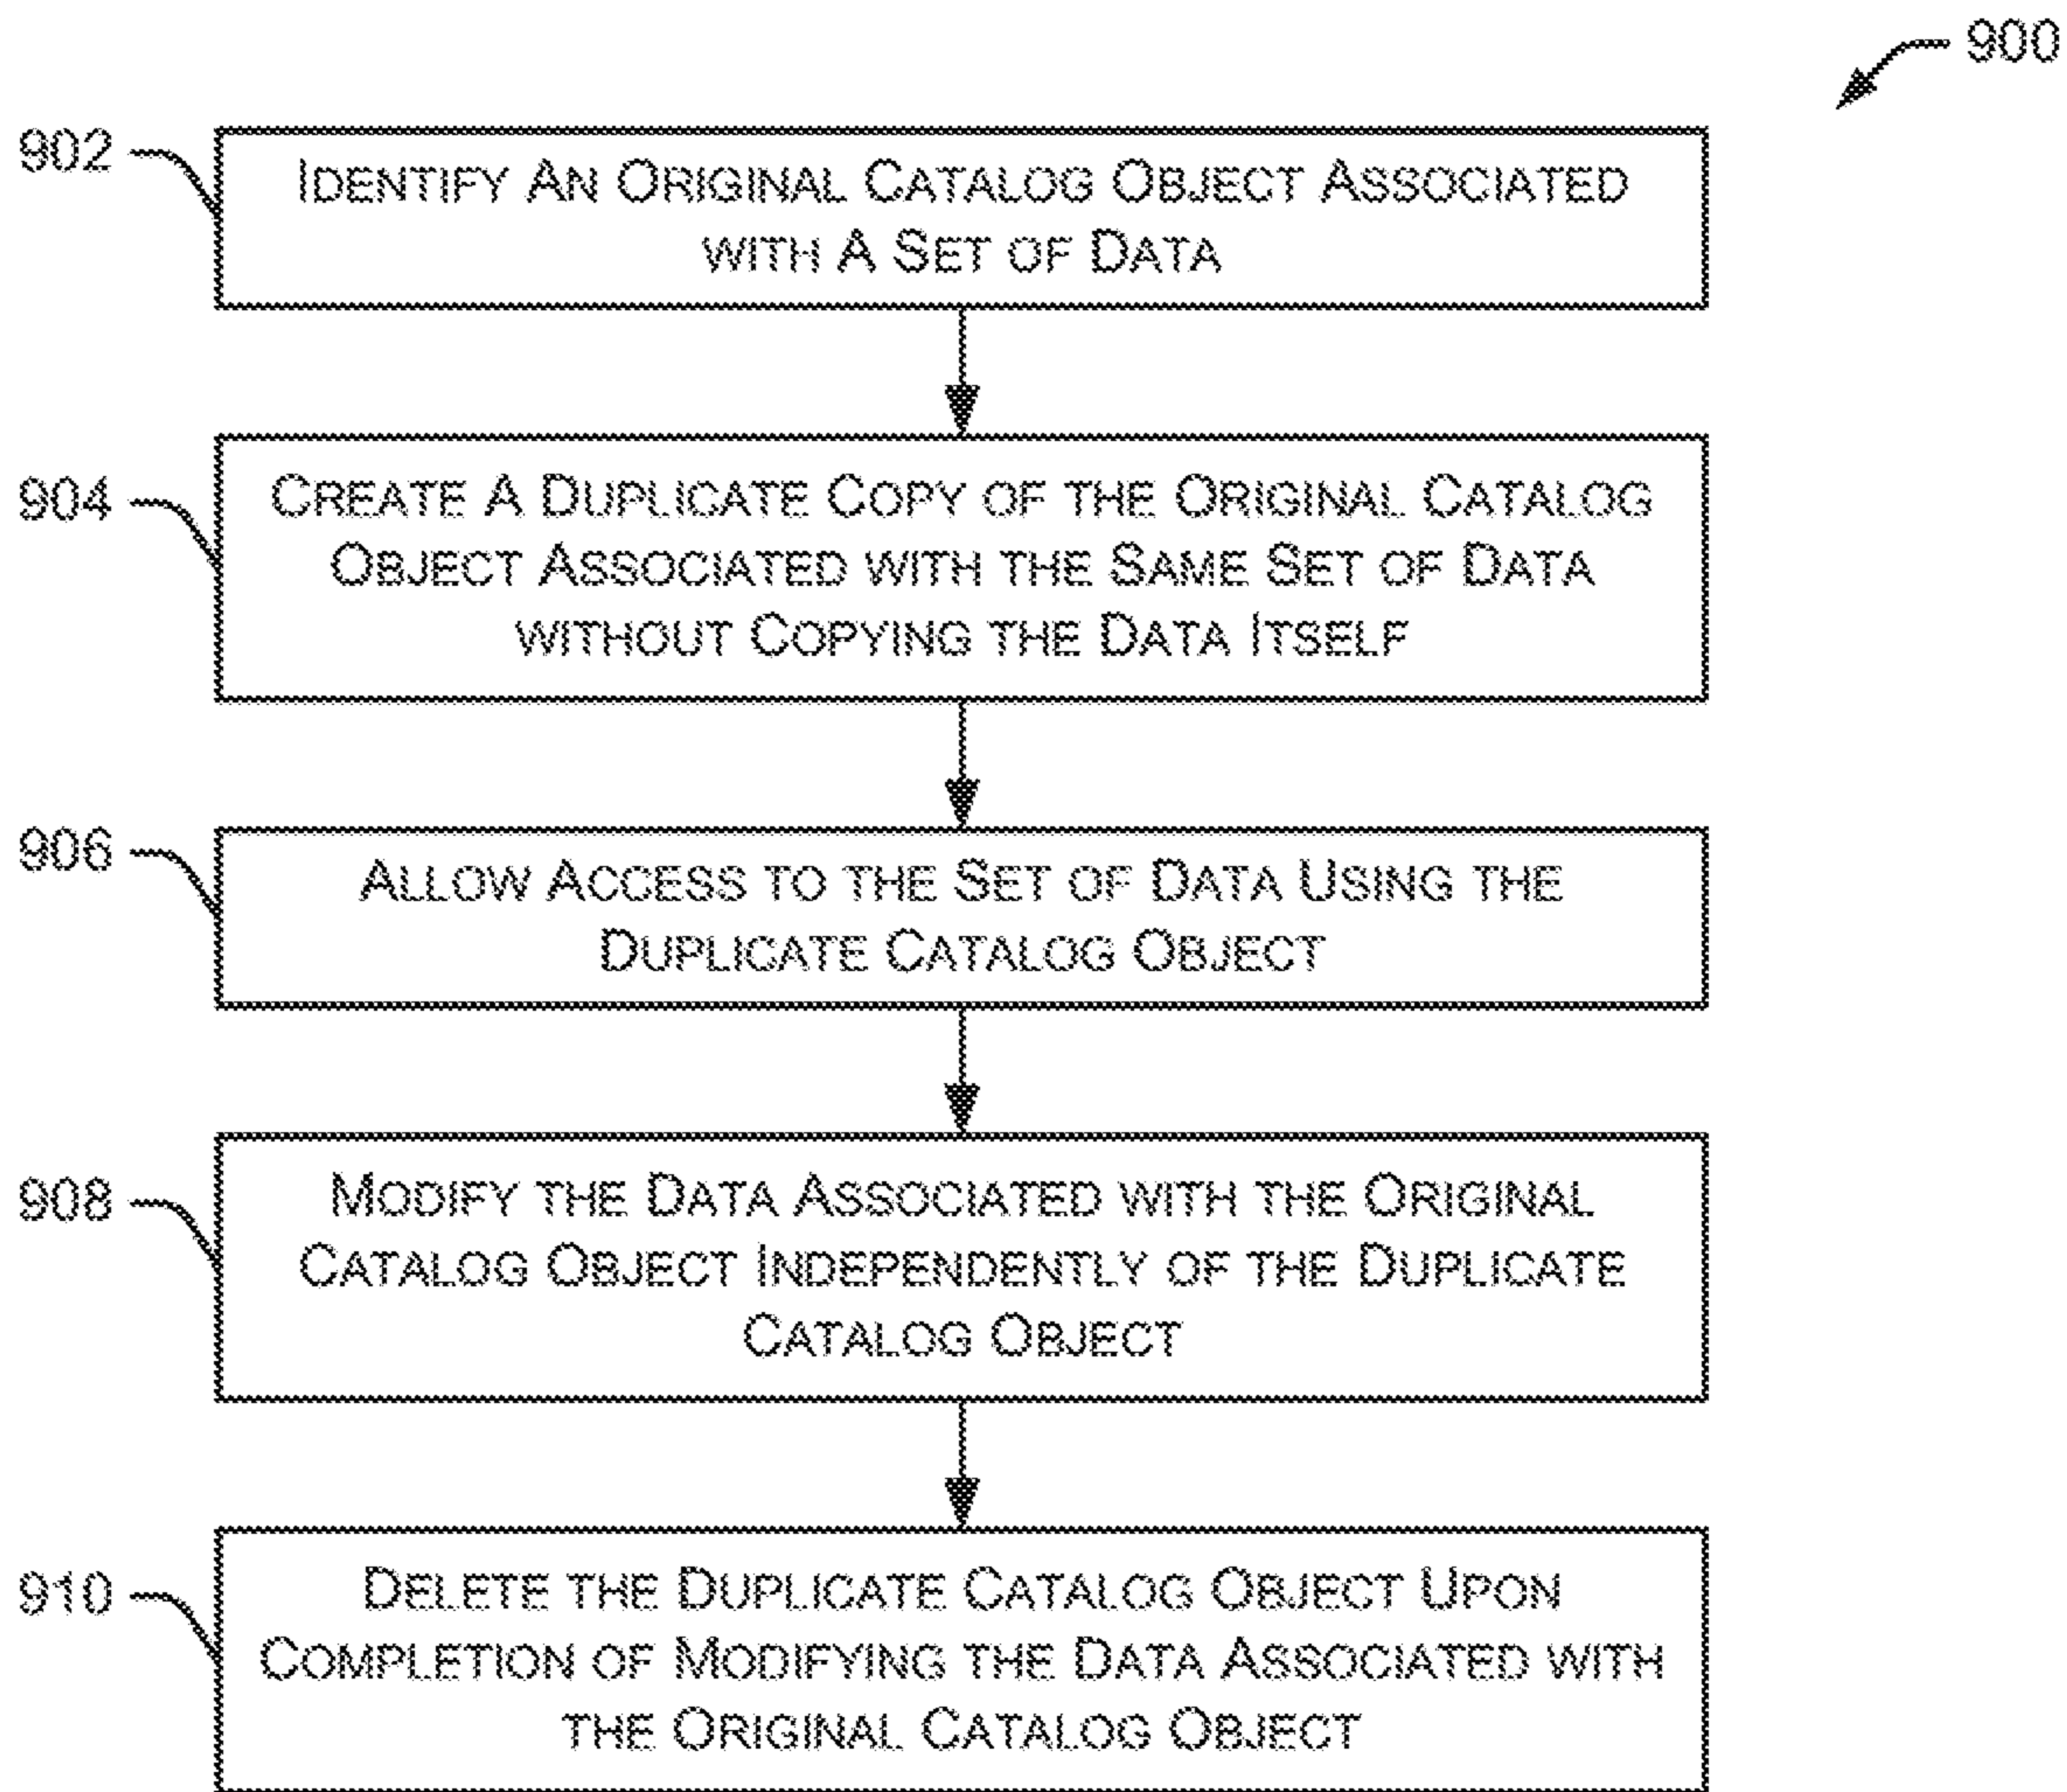 900
902
IDENTIFY AN ORIGINAL CATALOG OBJECT ASSOCIATED
WITH A SET OF DATA
904
CREATE A DUPLICATE COPY OF THE ORIGINAL CATALOG
OBJECT ASSOCIATED WITH THE SAME SET OF DATA
WITHOUT COPYING THE DATA ITSELF
906
ALLOW ACCESS TO THE SET OF DATA USING THE
DUPLICATE CATALOG OBJECT
908
MODIFY THE DATA ASSOCIATED WITH THE ORIGINAL
CATALOG OBJECT INDEPENDENTLY OF THE DUPLICATE
CATALOG OBJECT
910
DELETE THE DUPLICATE CATALOG OBJECT UPON
COMPLETION OF MODIFYING THE DATA ASSOCIATED WITH
THE ORIGINAL CATALOG OBJECT